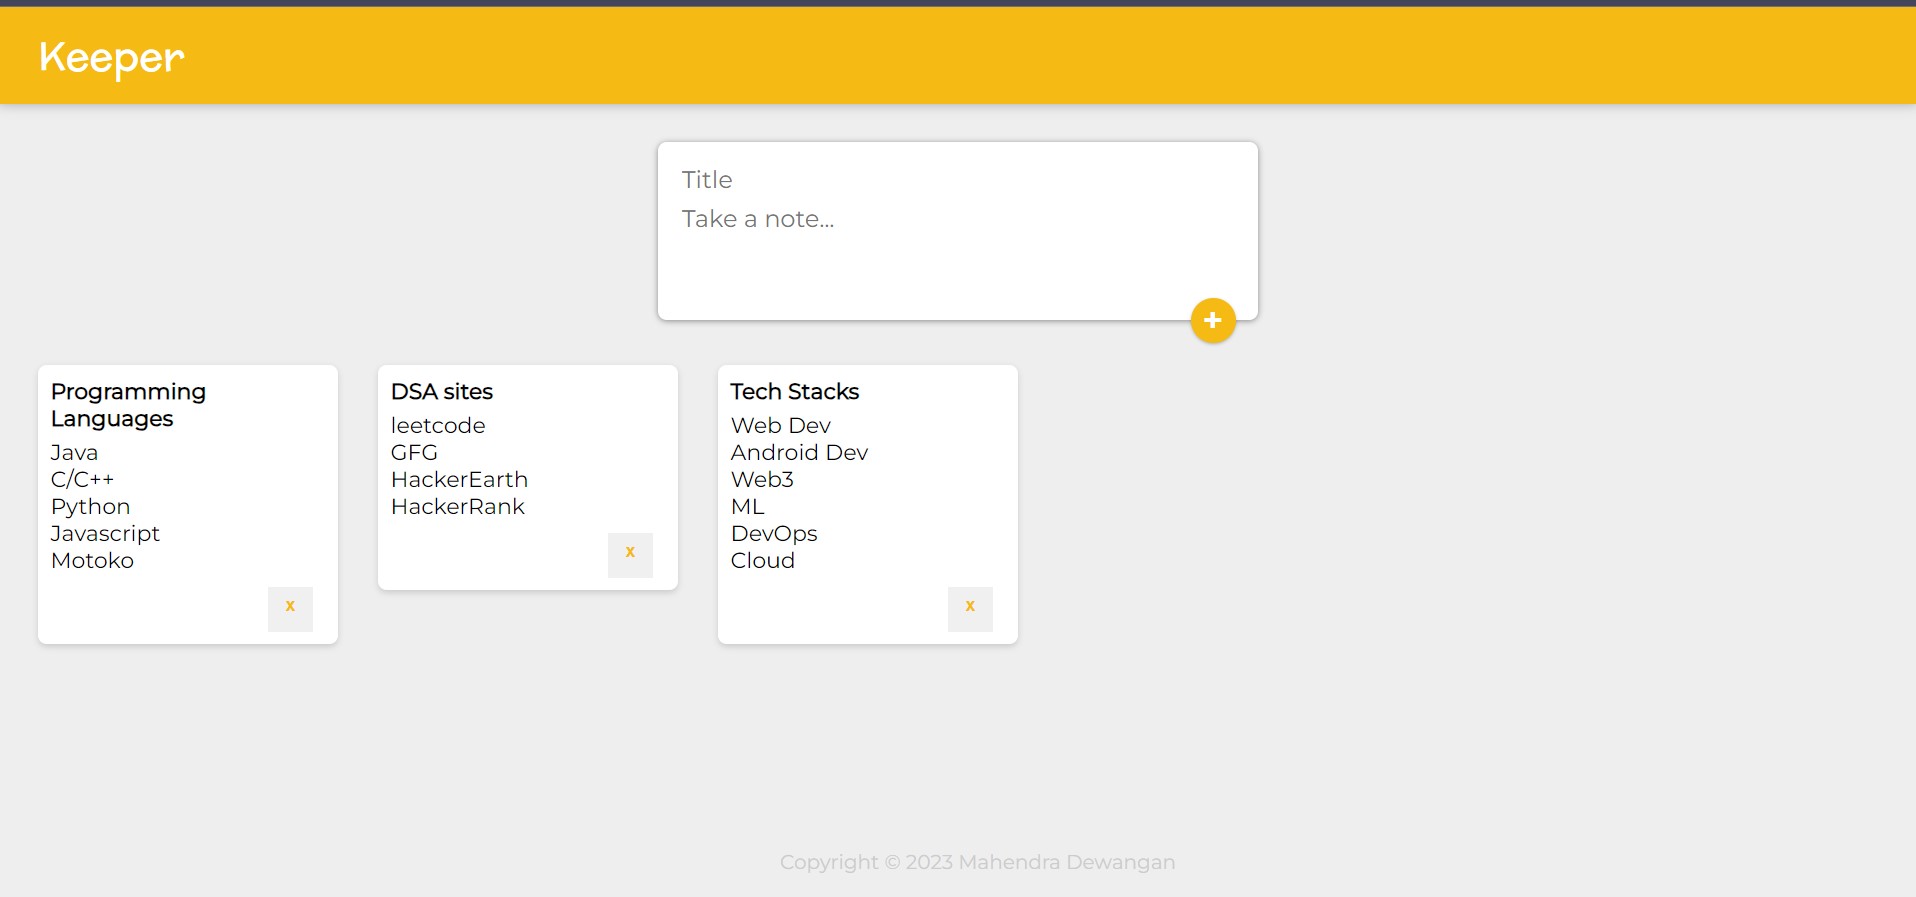 Keeper
Title
Take a note...
+
Programming
Languages
Java
C/C++
Python
Javascript
Motoko
x
DSA sites
leetcode
GFG
HackerEarth
HackerRank
x
Tech Stacks
Web Dev
Android Dev
Web3
ML
DevOps
Cloud
x
Copyright © 2023 Mahendra Dewangan